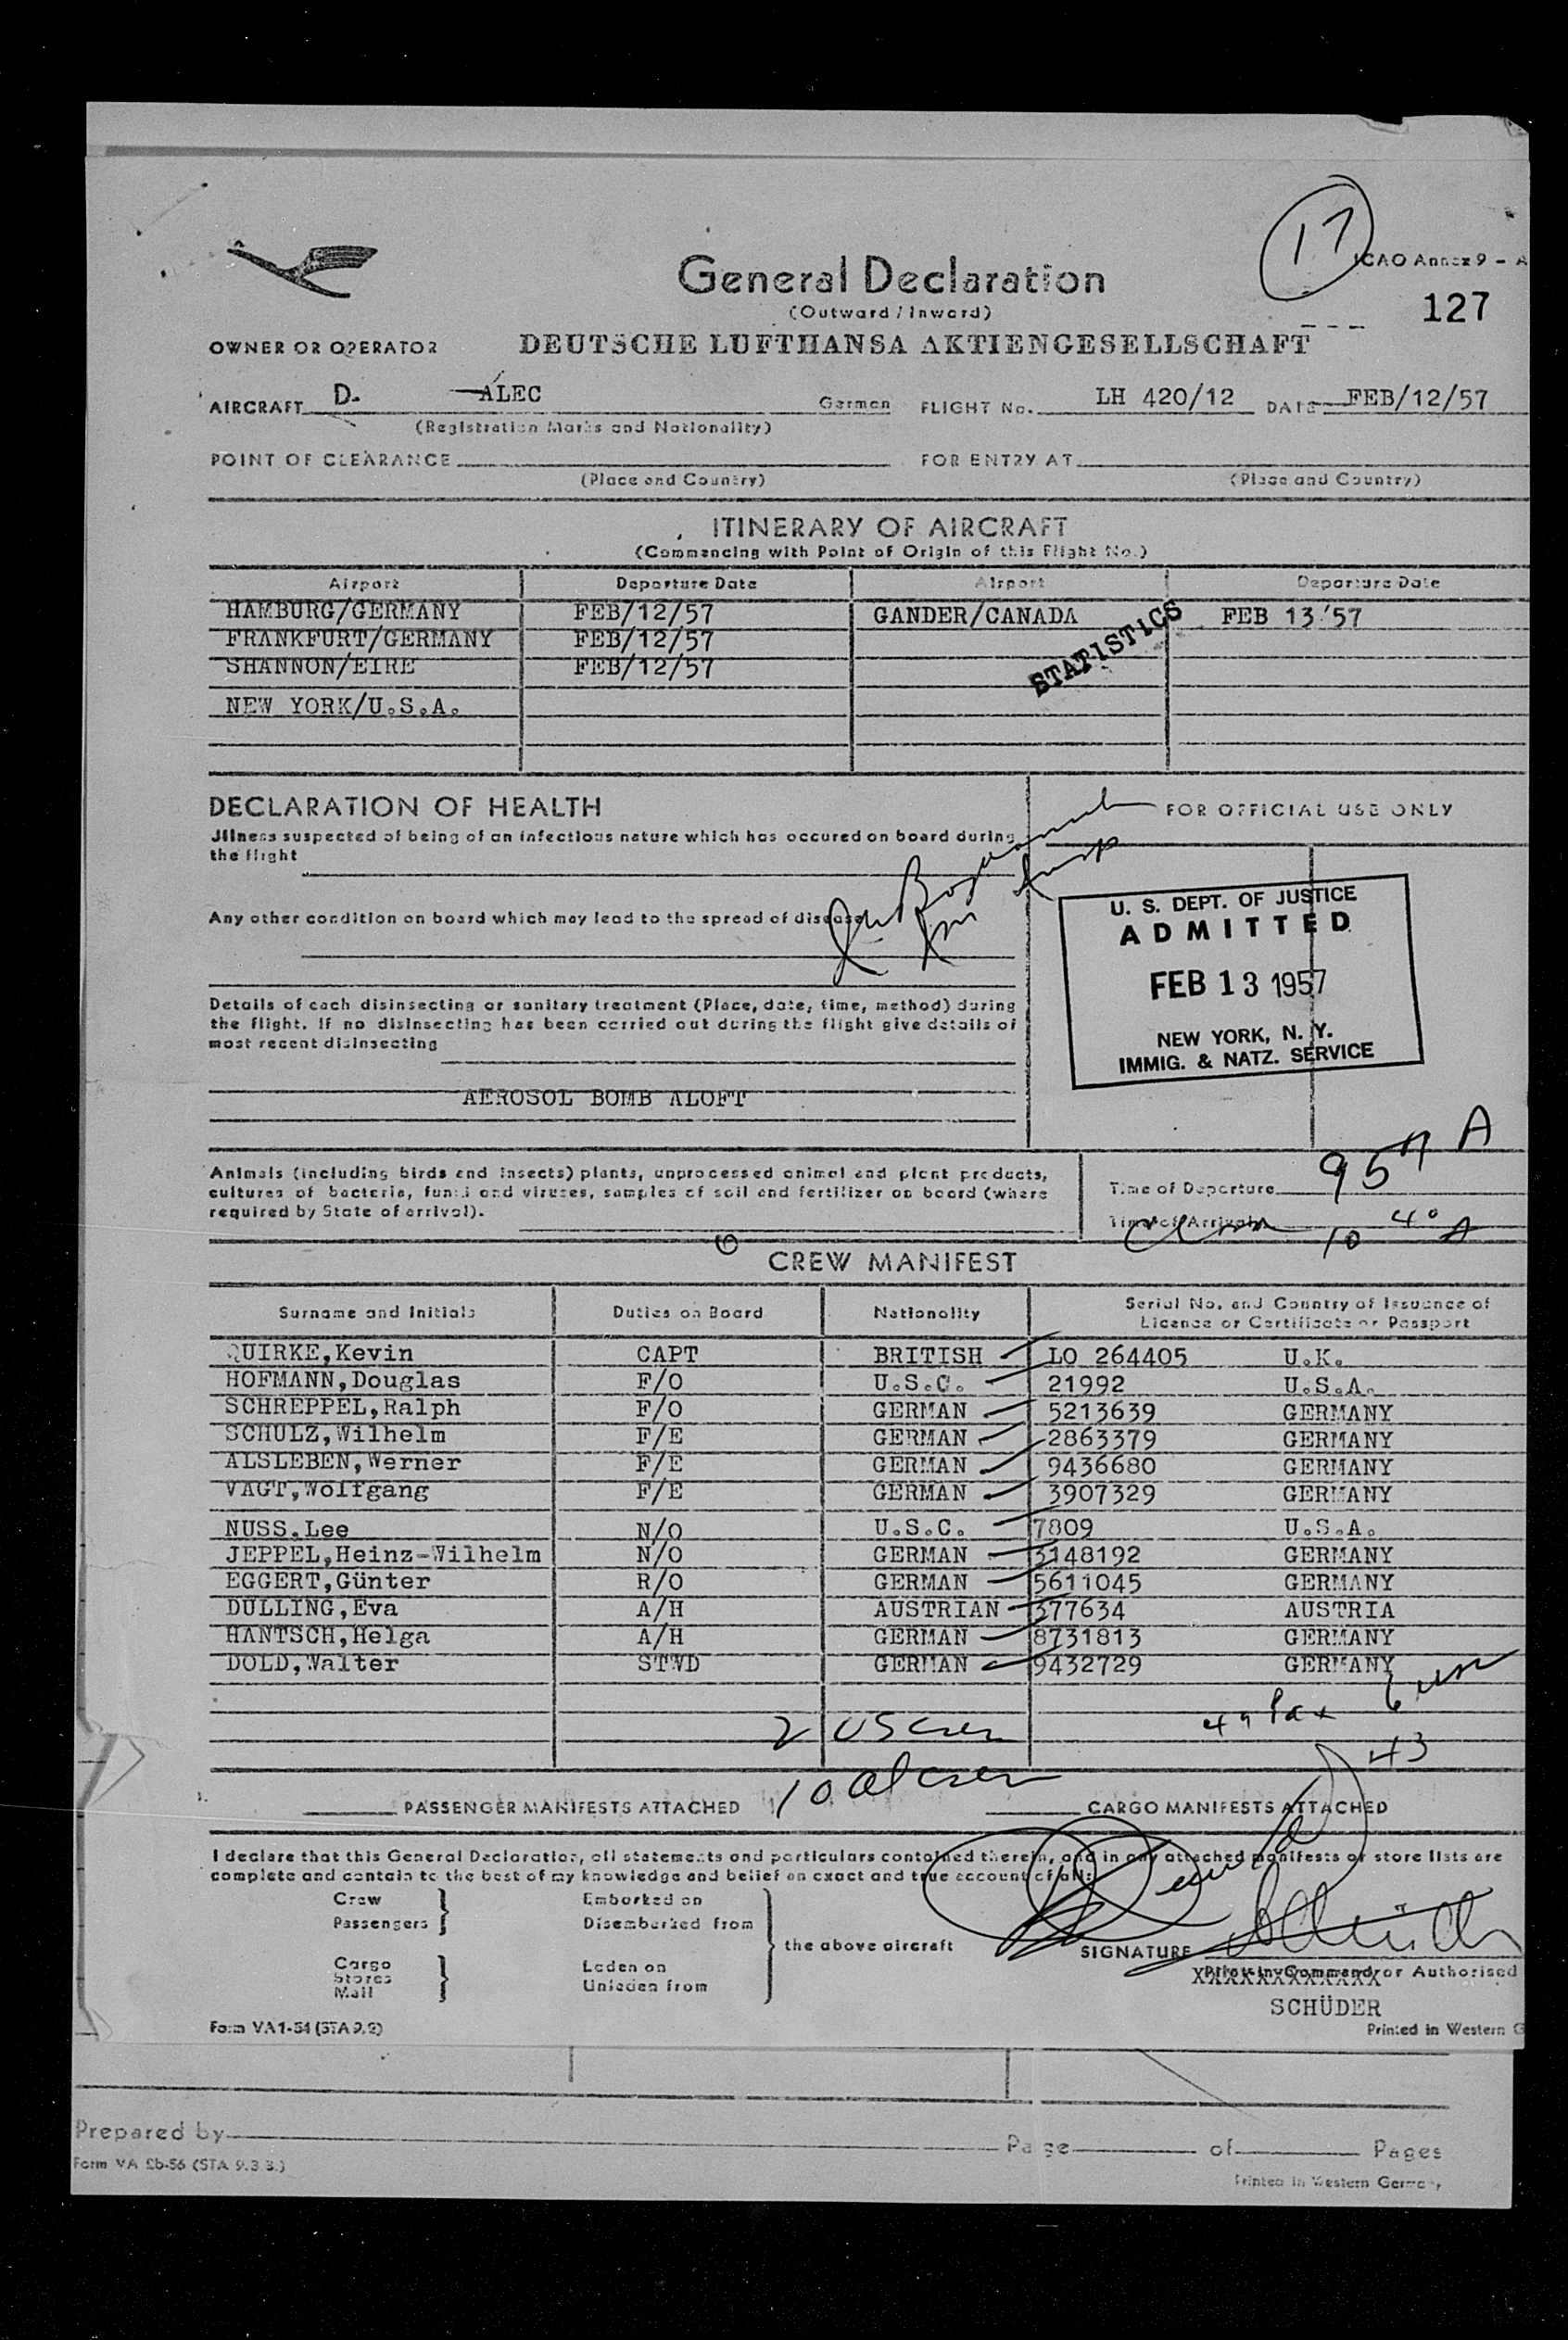 17
ICAO Annex 9 – A
General Declaration
127
(Outward / Inward)
OWNER OR OPERATOR DEUTSCHE LUFTHANSA AKTIENGESELLSCHAFT
AIRCRAFT D- ALEC German FLIGHT No. LH 420/12 DATE FEB/12/57
(Registration Marks and Nationality)
POINT OF CLEARANCE FOR ENTRY AT
(Place and Country) (Place and Country)
ITINERARY OF AIRCRAFT
(Commencing with Point of Origin of this Flight No.)
Airport Departure Date Airport Departure Date
HAMBURG/GERMANY FEB/12/57 GANDER/CANADA FEB 13'57
FRANKFURT/GERMANY FEB/12/57
SHANNON/EIRE FEB/12/57
STATISTICS
NEW YORK/U.S.A.
DECLARATION OF HEALTH FOR OFFICIAL USE ONLY
Jllness suspected of being of an infectious nature which has occured on board during
the flight
Any other condition on board which may lead to the spread of disease
U. S. DEPT. OF JUSTICE
ADMITTED
FEB 13 1957
NEW YORK, N. Y.
IMMIG. & NATZ. SERVICE
Details of each disinsecting or sanitary treatment (Place, date, time, method) during
the flight. If no disinsecting has been carried out during the flight give details of
most recent disinsecting
AEROSOL BOMB ALOFT
Animals (including birds and insects) plants, unprocessed animal and plant products,
cultures of bacteria, fungi and viruses, samples of soil and fertilizer on board (where
required by State of arrival).
Time of Departure A
Time of Arrival 10 40 A
CREW MANIFEST
Surname and Initials Duties on Board Nationality Serial No. and Country of Issuance of
Licence or Certificate or Passport
QUIRKE,Kevin CAPT BRITISH LO 264405 U.K.
HOFMANN,Douglas F/O U.S.C. 21992 U.S.A.
SCHREPPEL,Ralph F/O GERMAN 5213639 GERMANY
SCHULZ,Wilhelm F/E GERMAN 2863379 GERMANY
ALSLEBEN,Werner F/E GERMAN 9436680 GERMANY
VAGT,Wolfgang F/E GERMAN 3907329 GERMANY
NUSS.Lee N/O U.S.C. 7809 U.S.A.
JEPPEL,Heinz-Wilhelm N/O GERMAN 3148192 GERMANY
EGGERT,Günter R/O GERMAN 5611045 GERMANY
DULLING,Eva A/H AUSTRIAN 377634 AUSTRIA
HANTSCH,Helga A/H GERMAN 8731813 GERMANY
DOLD,Walter STWD GERMAN 9432729 GERMANY
2 US crew 49 Pax 6 usc
43
10 al crew
PASSENGER MANIFESTS ATTACHED CARGO MANIFESTS ATTACHED
I declare that this General Declaration, all statements and particulars contained therein, and in any attached manifests or store lists are
complete and contain to the best of my knowledge and belief an exact and true account of all:
Crew Embarked on
Passengers Disembarked from
the above aircraft
SIGNATURE Schüder
Cargo Laden on
Stores
Mail Unladen from
Pilot in Command or Authorised
SCHÜDER
Form VA1-54 (STA 9.2) Printed in Western G
Prepared by Page of Pages
Form VA 2b-56 (STA 9.3.3.)
Printed in Western Germany